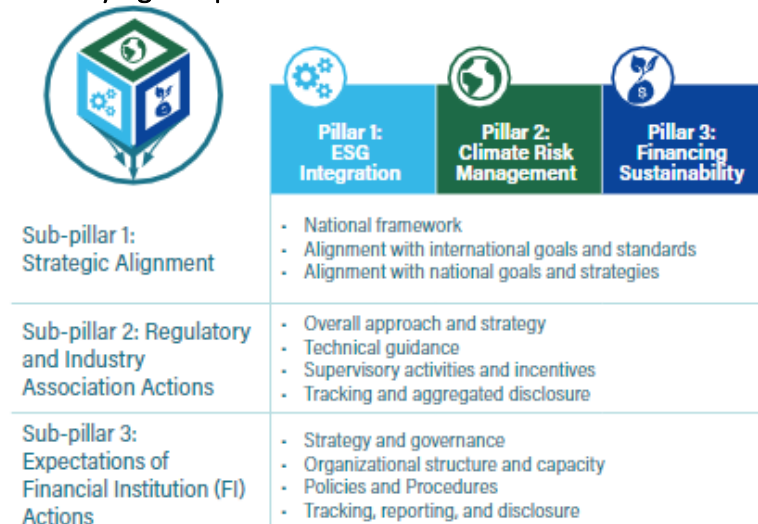 Pillar 1:
ESG
Integration
Pillar 2:
Climate Risk
Management
Pillar 3:
Financing
Sustainability
Sub-pillar 1:
Strategic Alignment
- National framework
- Alignment with international goals and standards
- Alignment with national goals and strategies
Sub-pillar 2: Regulatory
and Industry
Association Actions
- Overall approach and strategy
- Technical guidance
- Supervisory activities and incentives
- Tracking and aggregated disclosure
Sub-pillar 3:
Expectations of
Financial Institution (FI)
Actions
- Strategy and governance
- Organizational structure and capacity
- Policies and Procedures
- Tracking, reporting, and disclosure